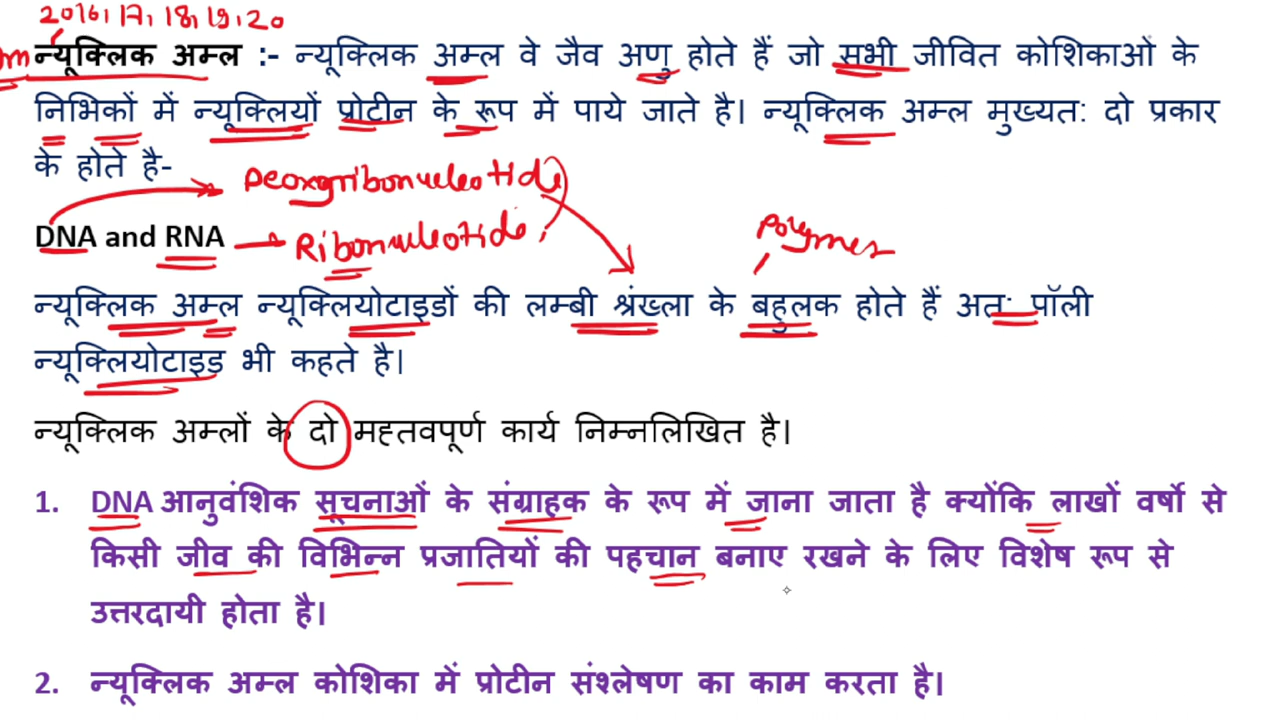 2016, 17, 18, 19, 20
न्यूक्लिक अम्ल :- न्यूक्लिक अम्ल वे जैव अणु होते हैं जो सभी जीवित कोशिकाओं के
निभिकों में न्यूक्लियों प्रोटीन के रूप में पाये जाते है। न्यूक्लिक अम्ल मुख्यत: दो प्रकार
के होते है-
Deoxyribonucleotide
DNA and RNA
Ribonucleotide
Polymer
न्यूक्लिक अम्ल न्यूक्लियोटाइडों की लम्बी श्रंख्ला के बहुलक होते हैं अत: पॉली
न्यूक्लियोटाइड भी कहते है।
न्यूक्लिक अम्लों के दो महत्वपूर्ण कार्य निम्नलिखित है।
1. DNA आनुवंशिक सूचनाओं के संग्राहक के रूप में जाना जाता है क्योंकि लाखों वर्षो से
किसी जीव की विभिन्न प्रजातियों की पहचान बनाए रखने के लिए विशेष रूप से
उत्तरदायी होता है।
2. न्यूक्लिक अम्ल कोशिका में प्रोटीन संश्लेषण का काम करता है।